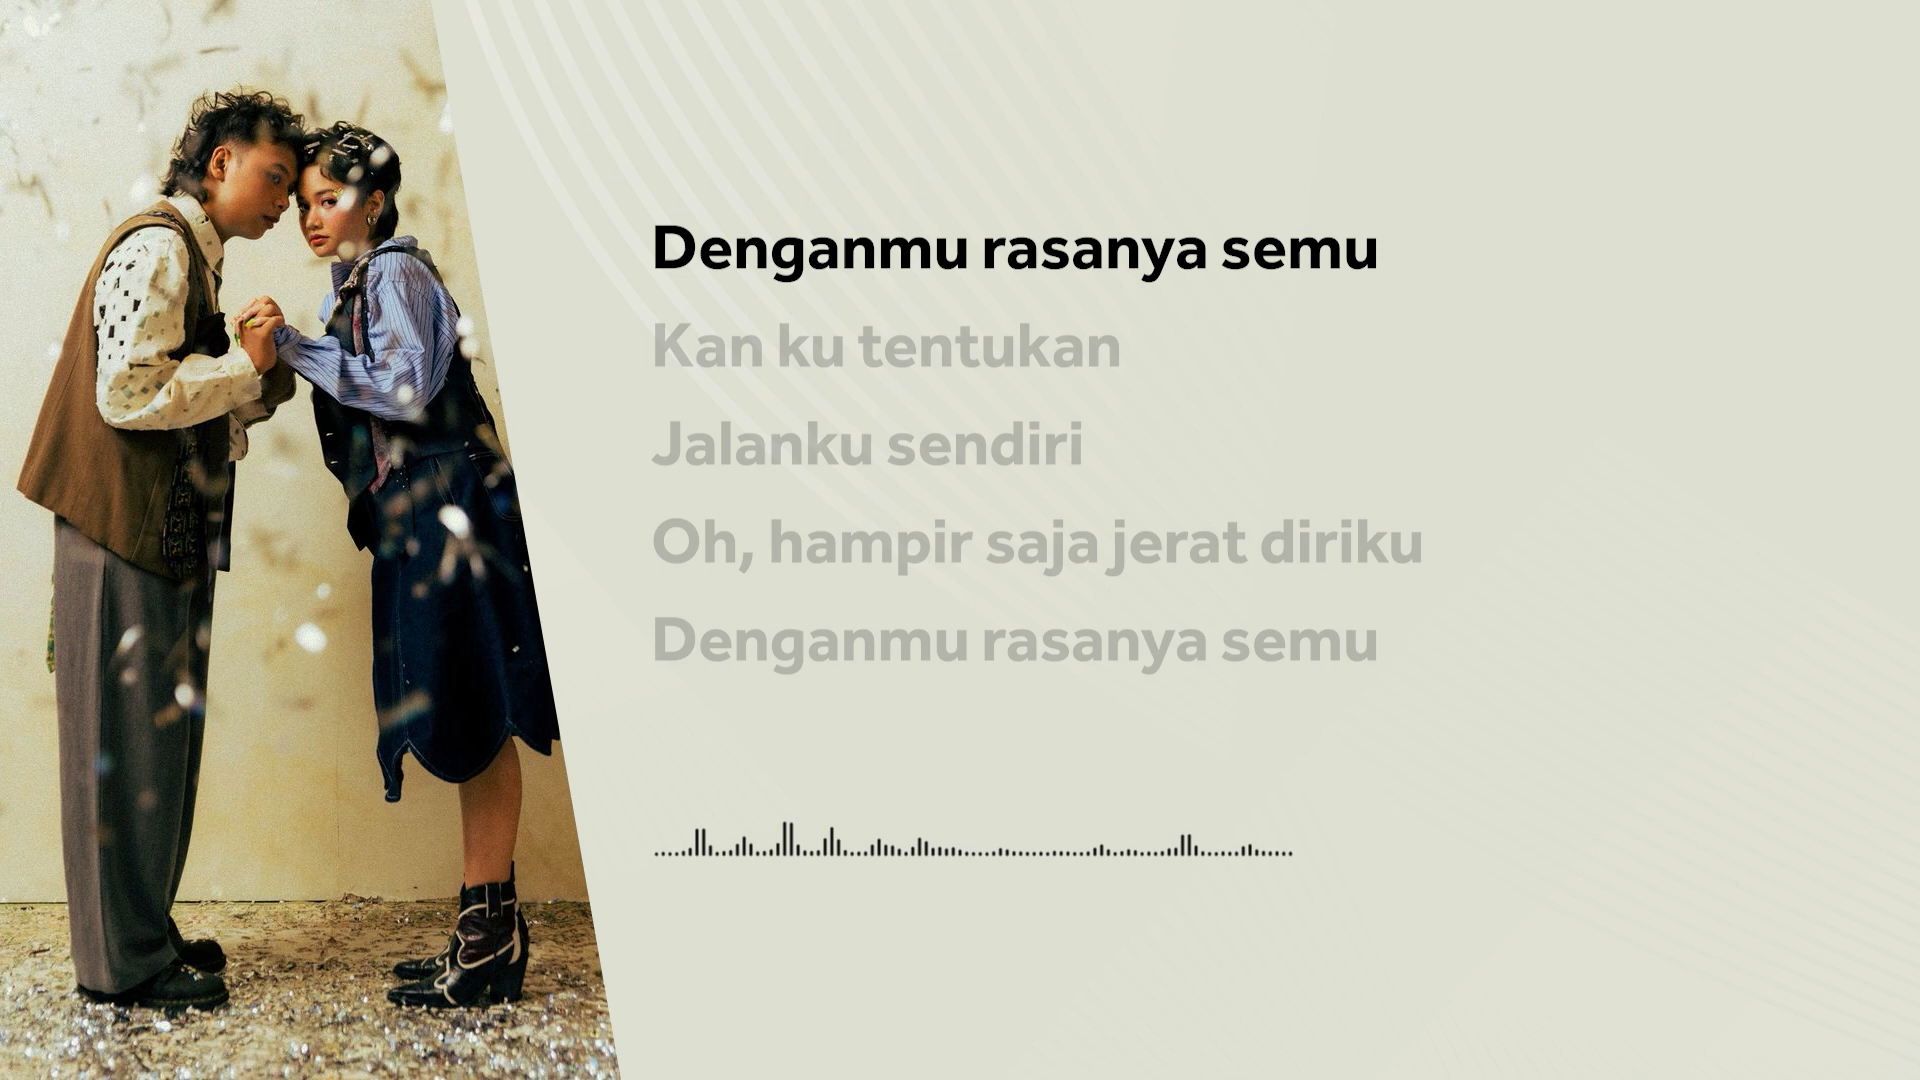 Denganmu rasanya semu
Kan ku tentukan
Jalanku sendiri
Oh, hampir saja jerat diriku
Denganmu rasanya semu